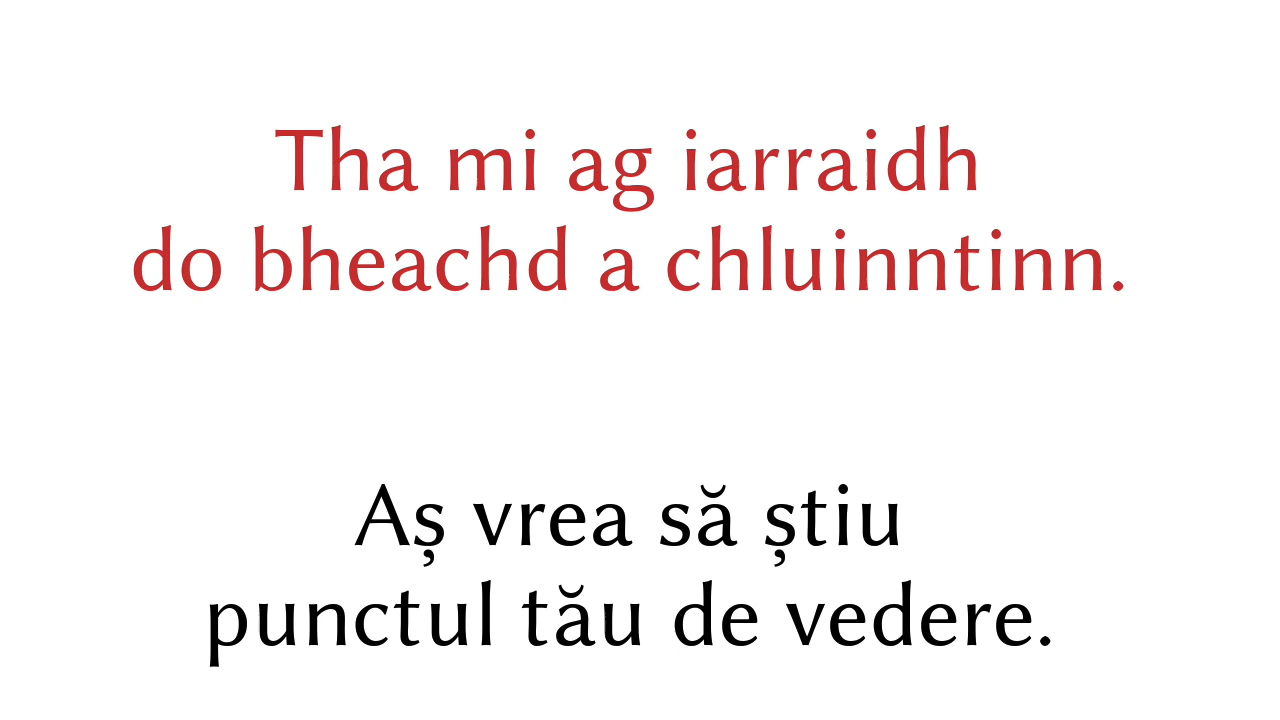 Tha mi ag iarraidh
do bheachd a chluinntinn.
Aș vrea să știu
punctul tău de vedere.